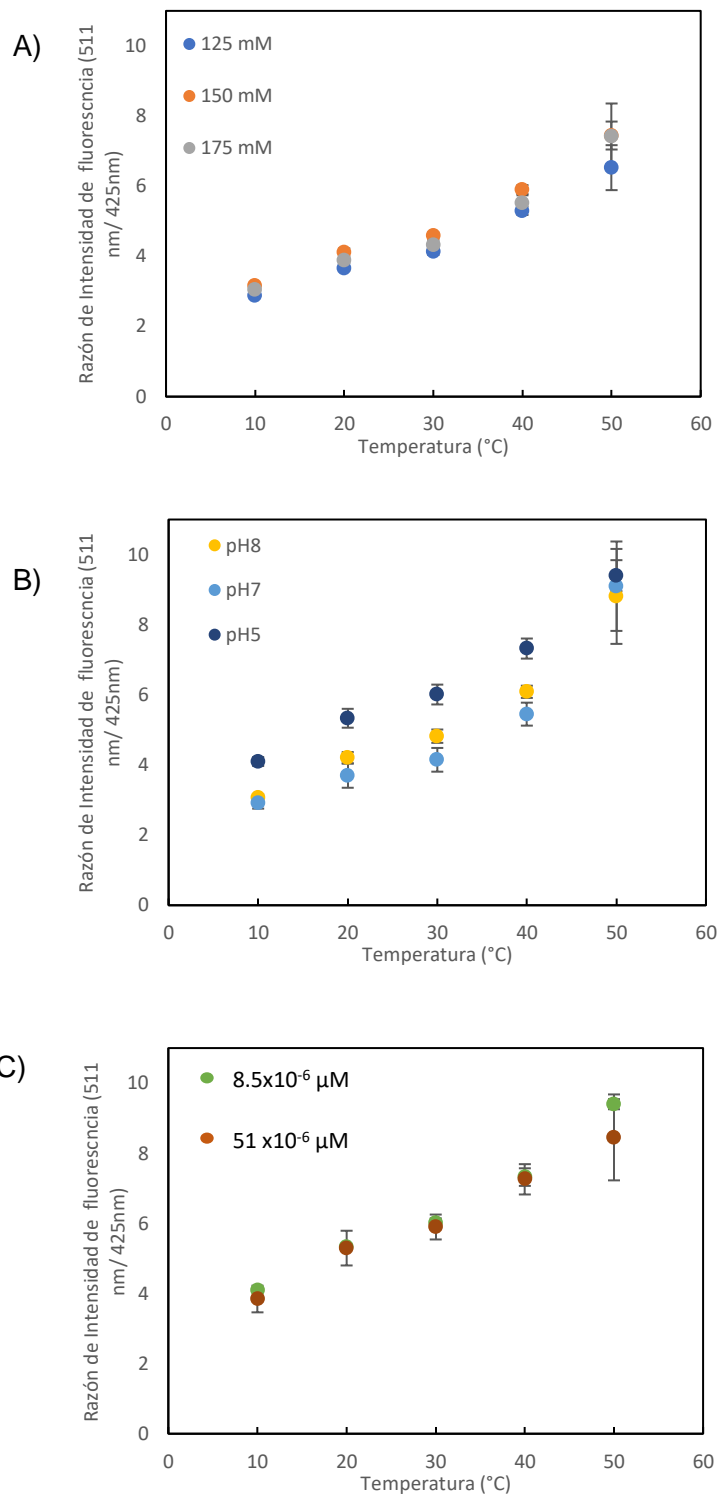 A)
Razón de Intensidad de fluorescncia (511
nm/ 425nm)
10
8
6
4
2
0
125 mM
150 mM
175 mM
0 10 20 30 40 50 60
Temperatura (°C)
B)
Razón de Intensidad de fluorescncia (511
nm/ 425nm)
10
8
6
4
2
0
pH8
pH7
pH5
0 10 20 30 40 50 60
Temperatura (°C)
C)
Razón de Intensidad de fluorescncia (511
nm/ 425nm)
10
8
6
4
2
0
8.5x10⁻⁶ µM
51 x10⁻⁶ µM
0 10 20 30 40 50 60
Temperatura (°C)